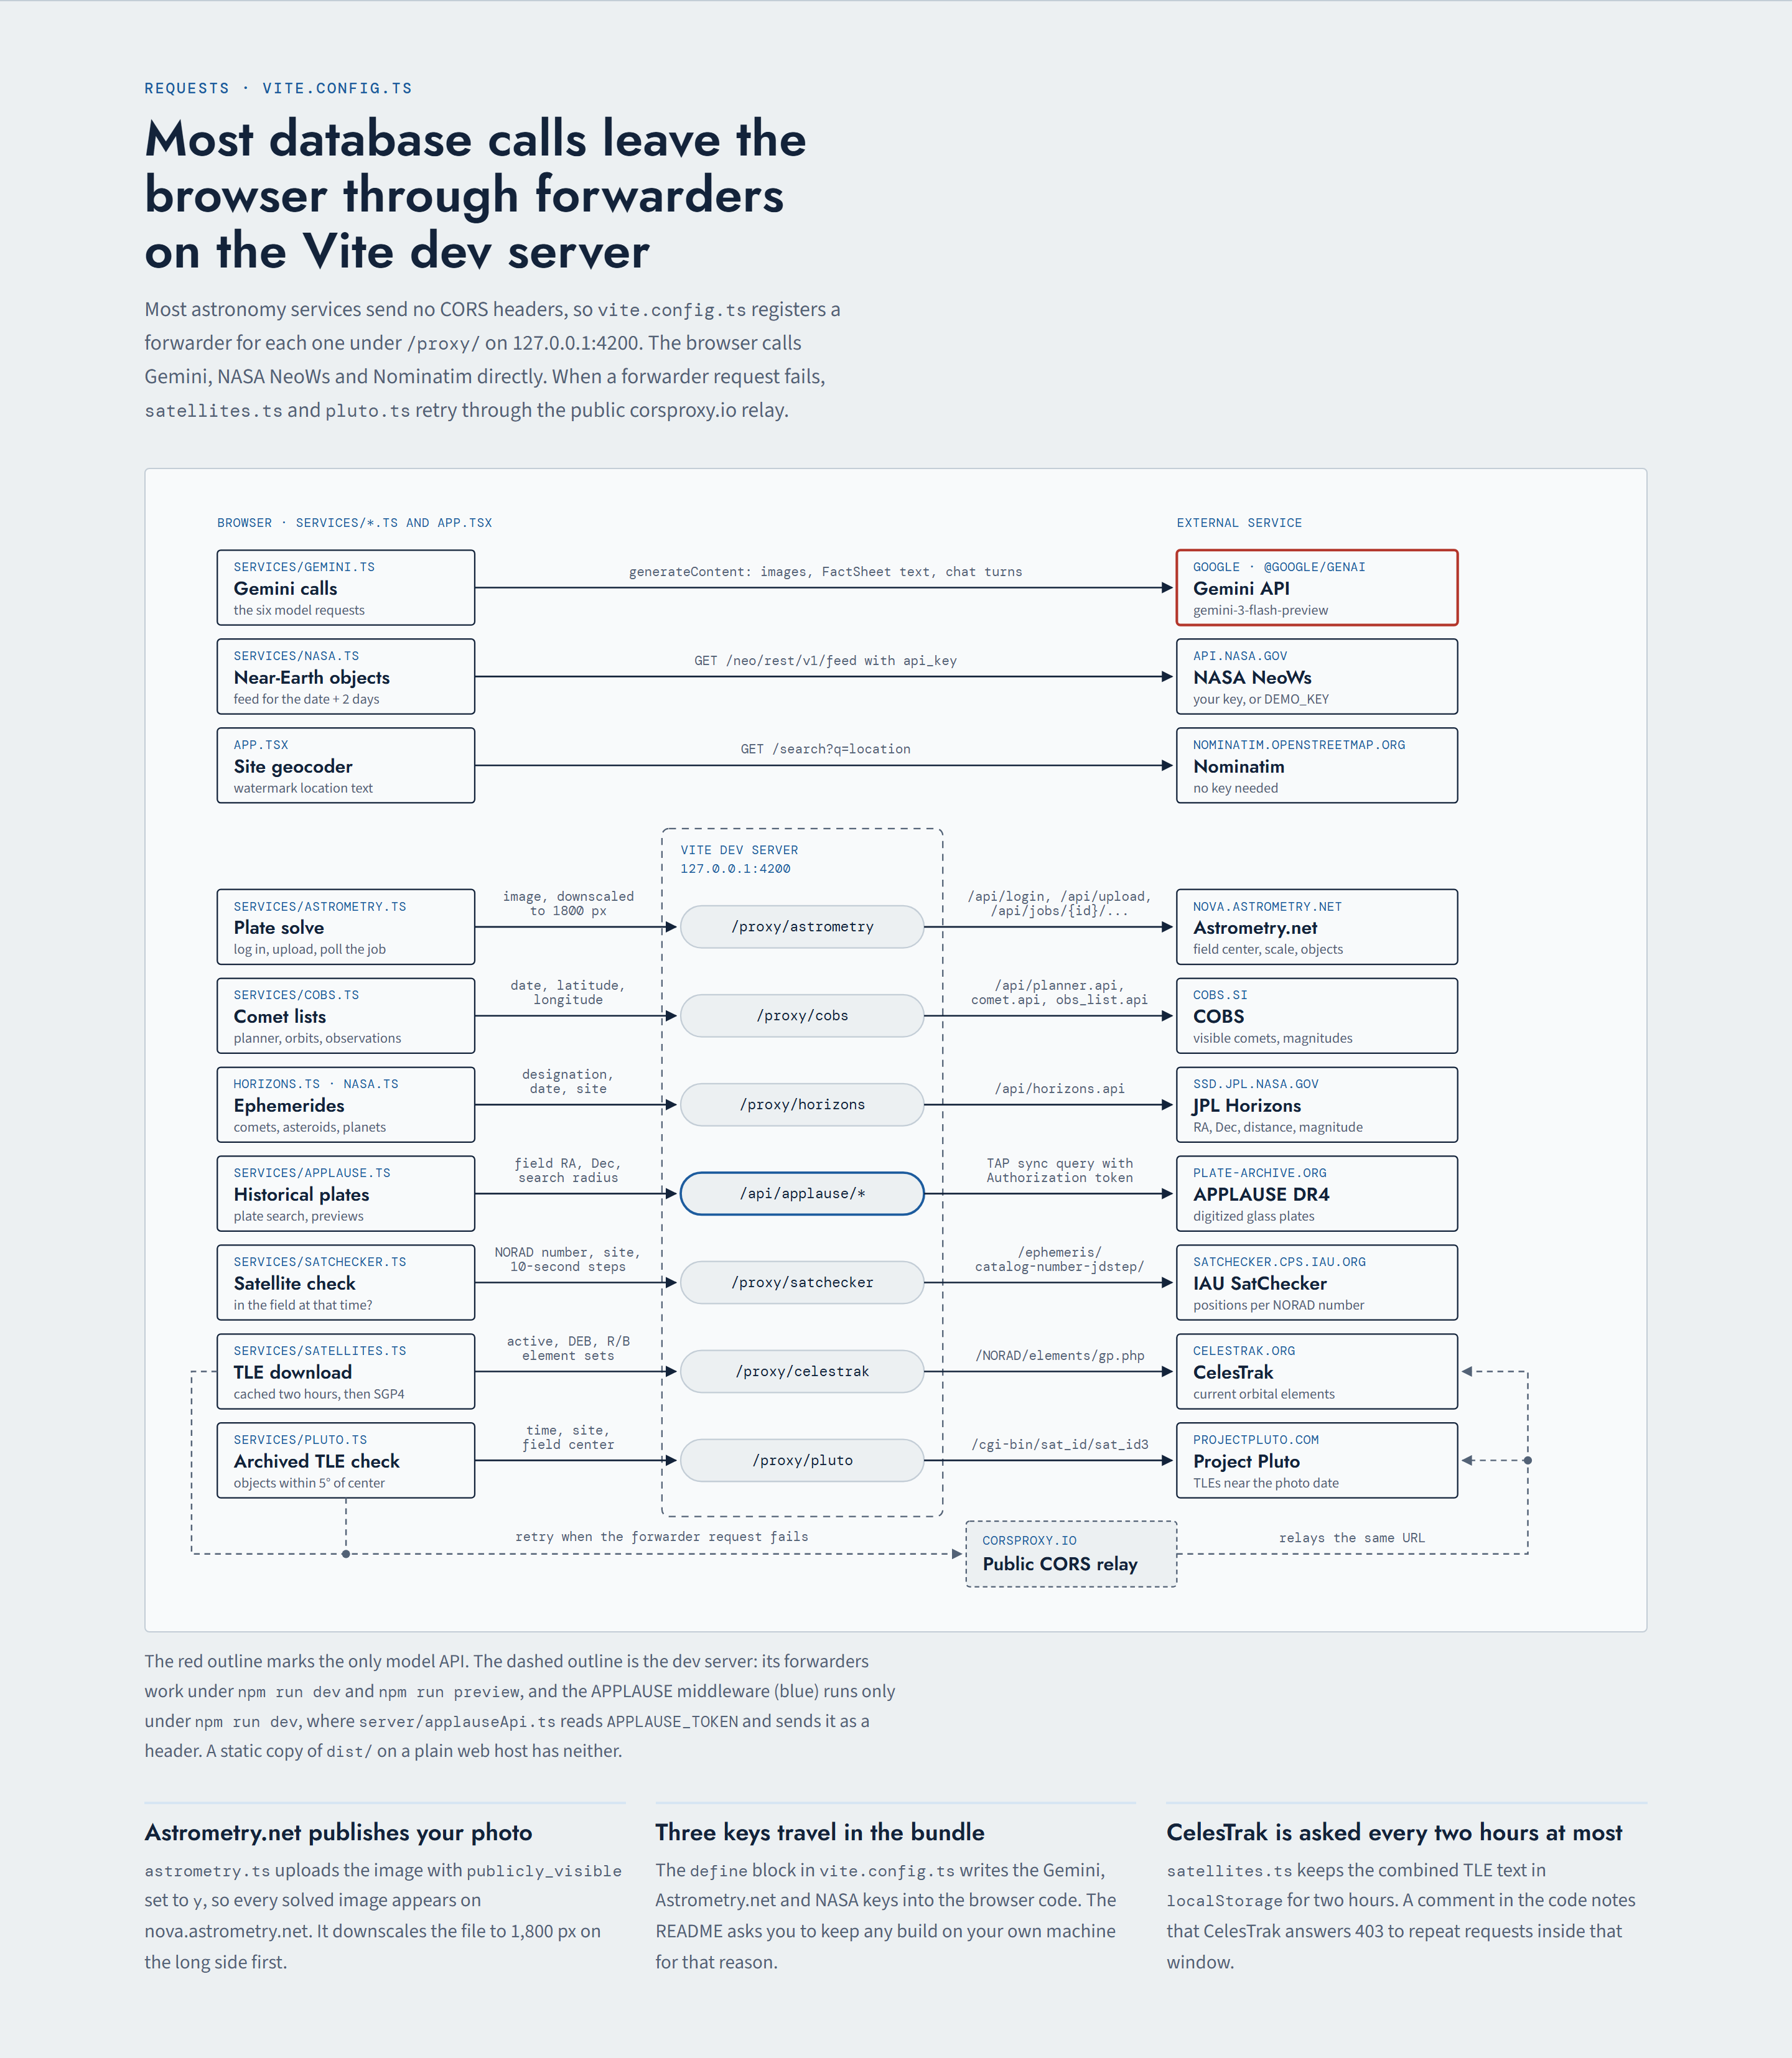 REQUESTS · VITE.CONFIG.TS
Most database calls leave the
browser through forwarders
on the Vite dev server
Most astronomy services send no CORS headers, so vite.config.ts registers a
forwarder for each one under /proxy/ on 127.0.0.1:4200. The browser calls
Gemini, NASA NeoWs and Nominatim directly. When a forwarder request fails,
satellites.ts and pluto.ts retry through the public corsproxy.io relay.
BROWSER · SERVICES/*.TS AND APP.TSX
EXTERNAL SERVICE
SERVICES/GEMINI.TS
Gemini calls
the six model requests
generateContent: images, FactSheet text, chat turns
GOOGLE · @GOOGLE/GENAI
Gemini API
gemini-3-flash-preview
SERVICES/NASA.TS
Near-Earth objects
feed for the date + 2 days
GET /neo/rest/v1/feed with api_key
API.NASA.GOV
NASA NeoWs
your key, or DEMO_KEY
APP.TSX
Site geocoder
watermark location text
GET /search?q=location
NOMINATIM.OPENSTREETMAP.ORG
Nominatim
no key needed
VITE DEV SERVER
127.0.0.1:4200
SERVICES/ASTROMETRY.TS
Plate solve
log in, upload, poll the job
image, downscaled
to 1800 px
/proxy/astrometry
/api/login, /api/upload,
/api/jobs/{id}/...
NOVA.ASTROMETRY.NET
Astrometry.net
field center, scale, objects
SERVICES/COBS.TS
Comet lists
planner, orbits, observations
date, latitude,
longitude
/proxy/cobs
/api/planner.api,
comet.api, obs_list.api
COBS.SI
COBS
visible comets, magnitudes
HORIZONS.TS · NASA.TS
Ephemerides
comets, asteroids, planets
designation,
date, site
/proxy/horizons
/api/horizons.api
SSD.JPL.NASA.GOV
JPL Horizons
RA, Dec, distance, magnitude
SERVICES/APPLAUSE.TS
Historical plates
plate search, previews
field RA, Dec,
search radius
/api/applause/*
TAP sync query with
Authorization token
PLATE-ARCHIVE.ORG
APPLAUSE DR4
digitized glass plates
SERVICES/SATCHECKER.TS
Satellite check
in the field at that time?
NORAD number, site,
10-second steps
/proxy/satchecker
/ephemeris/
catalog-number-jdstep/
SATCHECKER.CPS.IAU.ORG
IAU SatChecker
positions per NORAD number
SERVICES/SATELLITES.TS
TLE download
cached two hours, then SGP4
active, DEB, R/B
element sets
/proxy/celestrak
/NORAD/elements/gp.php
CELESTRAK.ORG
CelesTrak
current orbital elements
SERVICES/PLUTO.TS
Archived TLE check
objects within 5° of center
time, site,
field center
/proxy/pluto
/cgi-bin/sat_id/sat_id3
PROJECTPLUTO.COM
Project Pluto
TLEs near the photo date
retry when the forwarder request fails
CORSPROXY.IO
Public CORS relay
relays the same URL
The red outline marks the only model API. The dashed outline is the dev server: its forwarders
work under npm run dev and npm run preview, and the APPLAUSE middleware (blue) runs only
under npm run dev, where server/applauseApi.ts reads APPLAUSE_TOKEN and sends it as a
header. A static copy of dist/ on a plain web host has neither.
Astrometry.net publishes your photo
astrometry.ts uploads the image with publicly_visible
set to y, so every solved image appears on
nova.astrometry.net. It downscales the file to 1,800 px on
the long side first.
Three keys travel in the bundle
The define block in vite.config.ts writes the Gemini,
Astrometry.net and NASA keys into the browser code. The
README asks you to keep any build on your own machine
for that reason.
CelesTrak is asked every two hours at most
satellites.ts keeps the combined TLE text in
localStorage for two hours. A comment in the code notes
that CelesTrak answers 403 to repeat requests inside that
window.